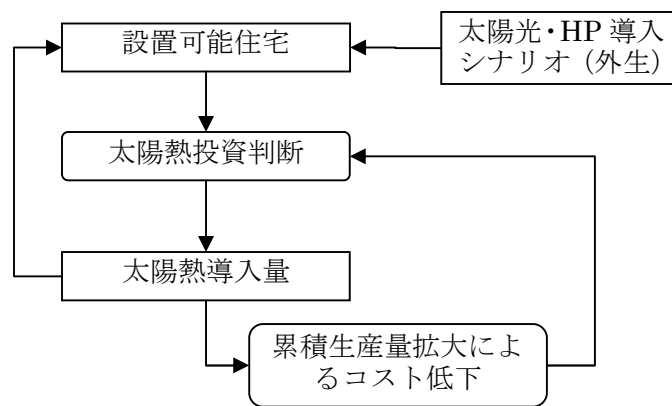 設置可能住宅
太陽光・HP 導入
シナリオ（外生）
太陽熱投資判断
太陽熱導入量
累積生産量拡大によ
るコスト低下